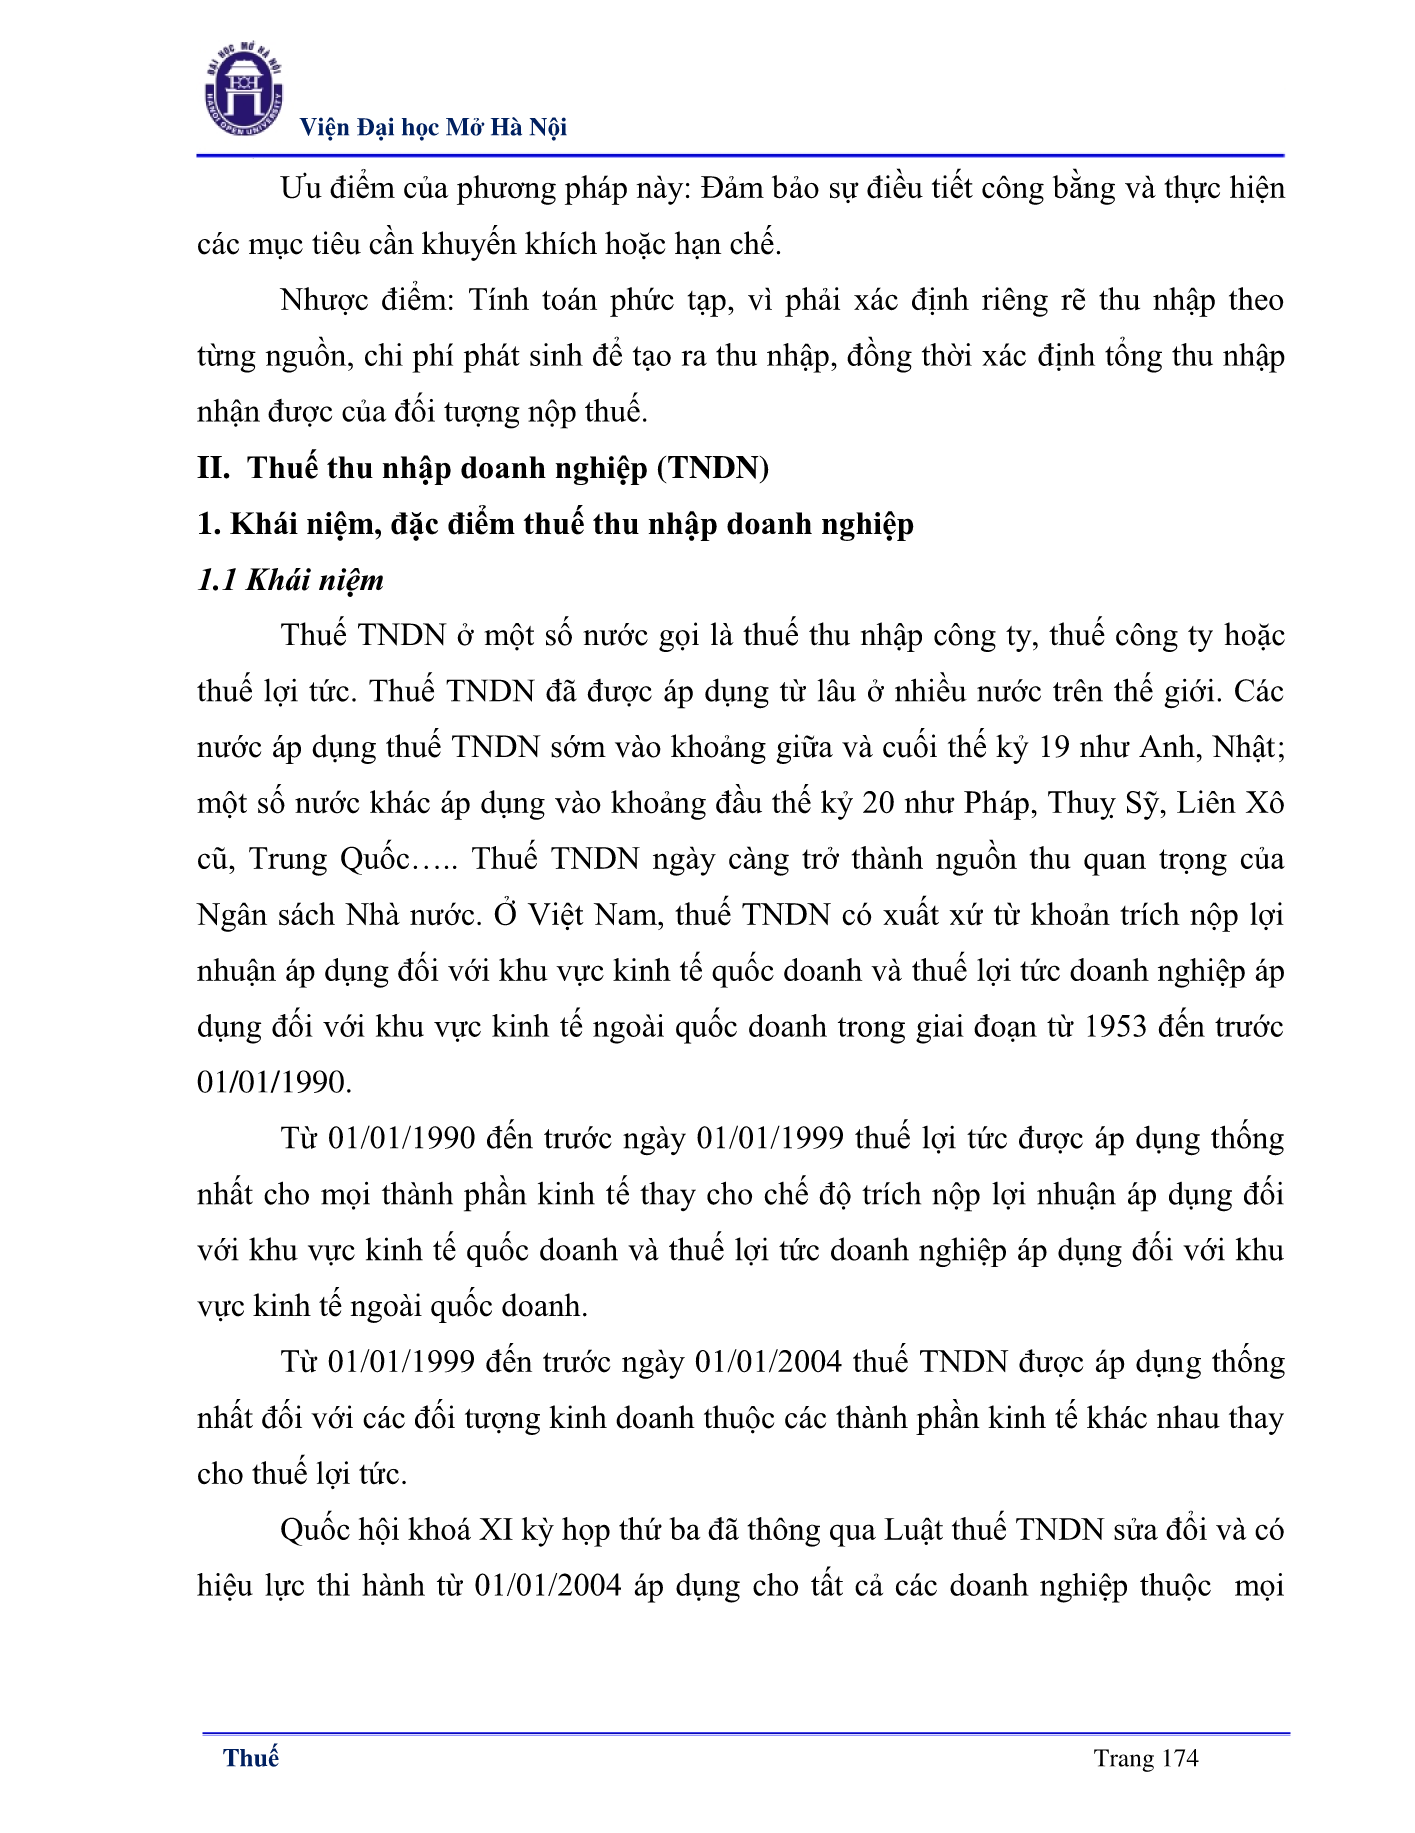 ĐẠI HỌC MỞ HÀ NỘI
HANOI OPEN UNIVERSITY
Viện Đại học Mở Hà Nội
Ưu điểm của phương pháp này: Đảm bảo sự điều tiết công bằng và thực hiện
các mục tiêu cần khuyến khích hoặc hạn chế.
Nhược điểm: Tính toán phức tạp, vì phải xác định riêng rẽ thu nhập theo
từng nguồn, chi phí phát sinh để tạo ra thu nhập, đồng thời xác định tổng thu nhập
nhận được của đối tượng nộp thuế.
II. Thuế thu nhập doanh nghiệp (TNDN)
1. Khái niệm, đặc điểm thuế thu nhập doanh nghiệp
1.1 Khái niệm
Thuế TNDN ở một số nước gọi là thuế thu nhập công ty, thuế công ty hoặc
thuế lợi tức. Thuế TNDN đã được áp dụng từ lâu ở nhiều nước trên thế giới. Các
nước áp dụng thuế TNDN sớm vào khoảng giữa và cuối thế kỷ 19 như Anh, Nhật;
một số nước khác áp dụng vào khoảng đầu thế kỷ 20 như Pháp, Thuỵ Sỹ, Liên Xô
cũ, Trung Quốc….. Thuế TNDN ngày càng trở thành nguồn thu quan trọng của
Ngân sách Nhà nước. Ở Việt Nam, thuế TNDN có xuất xứ từ khoản trích nộp lợi
nhuận áp dụng đối với khu vực kinh tế quốc doanh và thuế lợi tức doanh nghiệp áp
dụng đối với khu vực kinh tế ngoài quốc doanh trong giai đoạn từ 1953 đến trước
01/01/1990.
Từ 01/01/1990 đến trước ngày 01/01/1999 thuế lợi tức được áp dụng thống
nhất cho mọi thành phần kinh tế thay cho chế độ trích nộp lợi nhuận áp dụng đối
với khu vực kinh tế quốc doanh và thuế lợi tức doanh nghiệp áp dụng đối với khu
vực kinh tế ngoài quốc doanh.
Từ 01/01/1999 đến trước ngày 01/01/2004 thuế TNDN được áp dụng thống
nhất đối với các đối tượng kinh doanh thuộc các thành phần kinh tế khác nhau thay
cho thuế lợi tức.
Quốc hội khoá XI kỳ họp thứ ba đã thông qua Luật thuế TNDN sửa đổi và có
hiệu lực thi hành từ 01/01/2004 áp dụng cho tất cả các doanh nghiệp thuộc mọi
Thuế
Trang 174